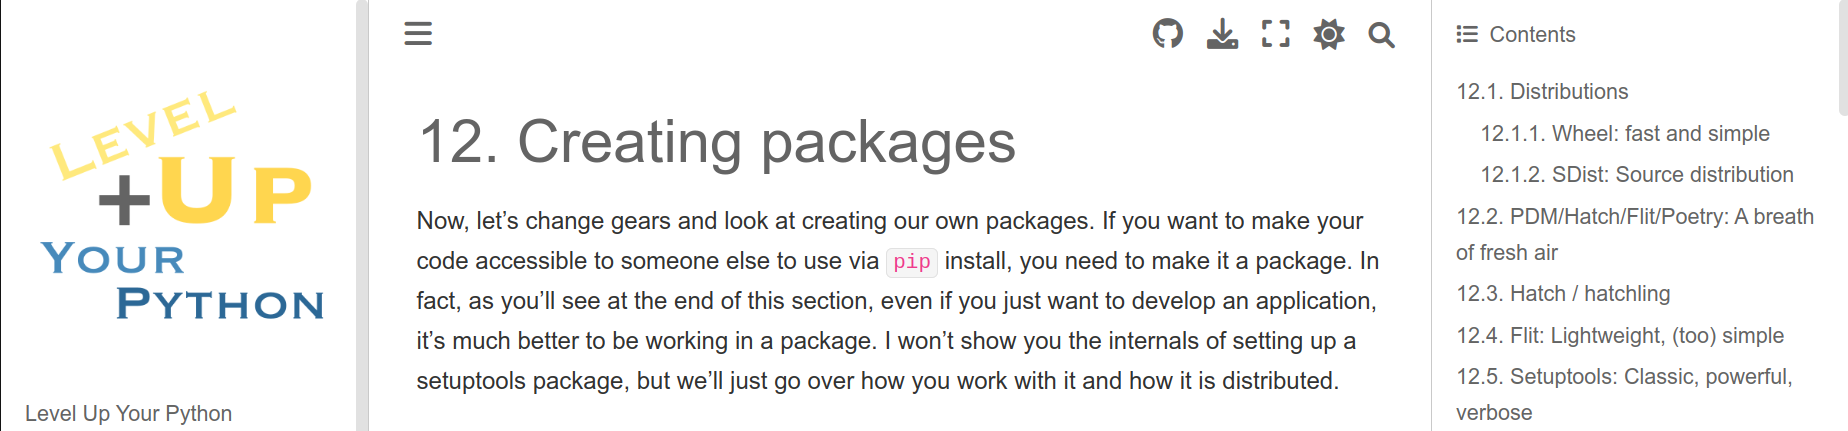 LEVEL
+UP
YOUR
PYTHON
Level Up Your Python
12. Creating packages
Now, let’s change gears and look at creating our own packages. If you want to make your
code accessible to someone else to use via pip install, you need to make it a package. In
fact, as you’ll see at the end of this section, even if you just want to develop an application,
it’s much better to be working in a package. I won’t show you the internals of setting up a
setuptools package, but we’ll just go over how you work with it and how it is distributed.
Contents
12.1. Distributions
12.1.1. Wheel: fast and simple
12.1.2. SDist: Source distribution
12.2. PDM/Hatch/Flit/Poetry: A breath
of fresh air
12.3. Hatch / hatchling
12.4. Flit: Lightweight, (too) simple
12.5. Setuptools: Classic, powerful,
verbose